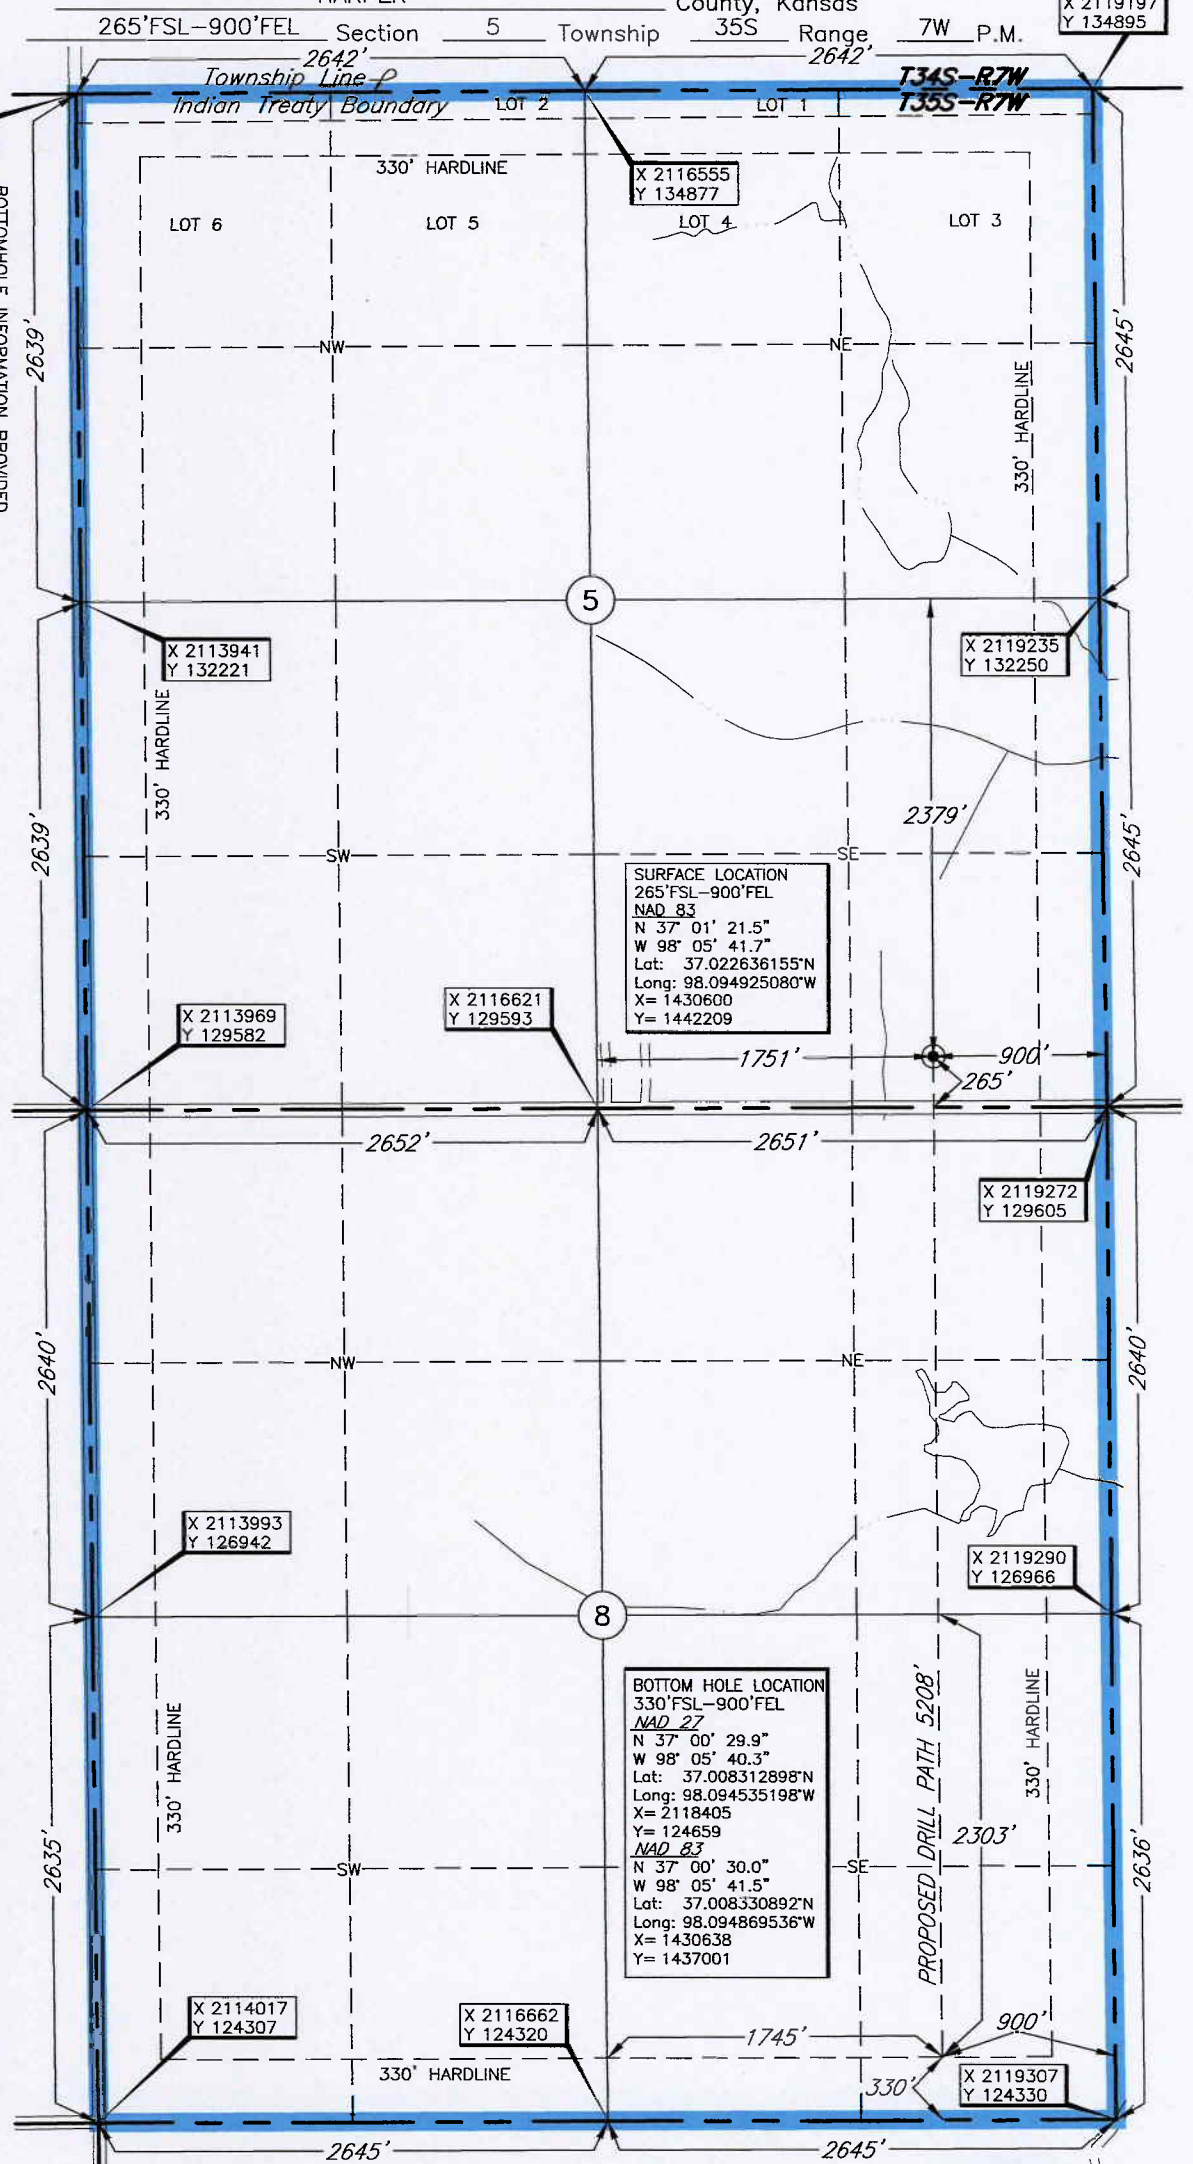 HARPER County, Kansas
265'FSL-900'FEL Section 5 Township 35S Range 7W P.M.
X 2119197
Y 134895
2642'
2642'
Township Line
Indian Treaty Boundary
T34S-R7W
T35S-R7W
LOT 2
LOT 1
330' HARDLINE
X 2116555
Y 134877
LOT 6
LOT 5
LOT 4
LOT 3
BOTTOMHOLE INFORMATION PROVIDED
2639'
2645'
NW
NE
330' HARDLINE
5
X 2113941
Y 132221
X 2119235
Y 132250
330' HARDLINE
2379'
2639'
2645'
SW
SE
SURFACE LOCATION
265'FSL-900'FEL
NAD 83
N 37° 01' 21.5"
W 98° 05' 41.7"
Lat: 37.022636155°N
Long: 98.094925080°W
X= 1430600
Y= 1442209
X 2113969
Y 129582
X 2116621
Y 129593
1751'
900'
265'
2652'
2651'
X 2119272
Y 129605
2640'
2640'
NW
NE
X 2113993
Y 126942
X 2119290
Y 126966
8
BOTTOM HOLE LOCATION
330'FSL-900'FEL
NAD 27
N 37° 00' 29.9"
W 98° 05' 40.3"
Lat: 37.008312898°N
Long: 98.094535198°W
X= 2118405
Y= 124659
NAD 83
N 37° 00' 30.0"
W 98° 05' 41.5"
Lat: 37.008330892°N
Long: 98.094869536°W
X= 1430638
Y= 1437001
330' HARDLINE
PROPOSED DRILL PATH 5208'
330' HARDLINE
2303'
2635'
2636'
SW
SE
X 2114017
Y 124307
X 2116662
Y 124320
1745'
900'
330' HARDLINE
330'
X 2119307
Y 124330
2645'
2645'